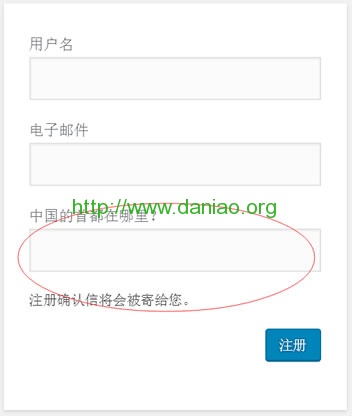 用户名
电子邮件
http://www.daniao.org
中国的首都在哪里?
注册确认信将会被寄给您。
注册